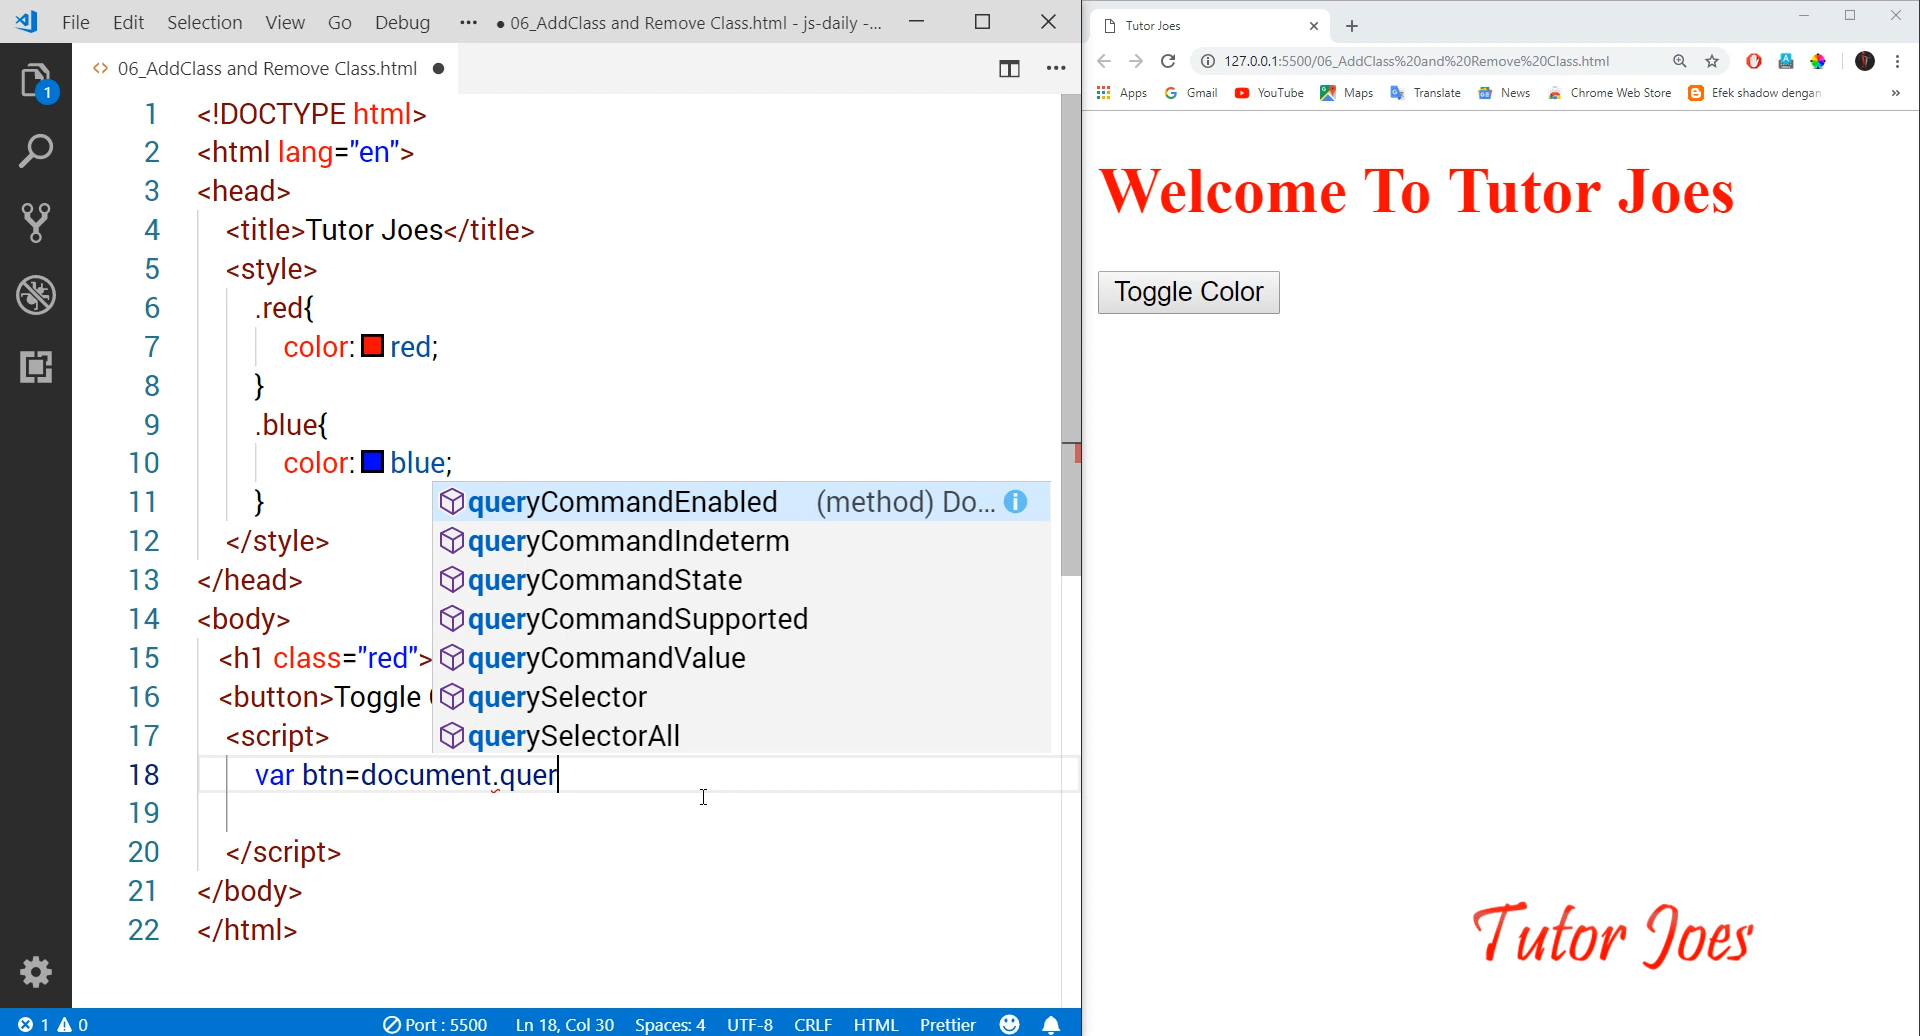 File Edit Selection View Go Debug ••• ● 06_AddClass and Remove Class.html - js-daily -...
06_AddClass and Remove Class.html
1 <!DOCTYPE html>
2 <html lang="en">
3 <head>
4 <title>Tutor Joes</title>
5 <style>
6 .red{
7 color: red;
8 }
9 .blue{
10 color: blue;
11 }
12 </style>
13 </head>
14 <body>
15 <h1 class="red">
16 <button>Toggle
17 <script>
18 var btn=document.quer
19
20 </script>
21 </body>
22 </html>
queryCommandEnabled (method) Do...
queryCommandIndeterm
queryCommandState
queryCommandSupported
queryCommandValue
querySelector
querySelectorAll
1
1 0 Port : 5500 Ln 18, Col 30 Spaces: 4 UTF-8 CRLF HTML Prettier
Tutor Joes
127.0.0.1:5500/06_AddClass%20and%20Remove%20Class.html
Apps Gmail YouTube Maps Translate News Chrome Web Store Efek shadow dengan »
Welcome To Tutor Joes
Toggle Color
Tutor Joes